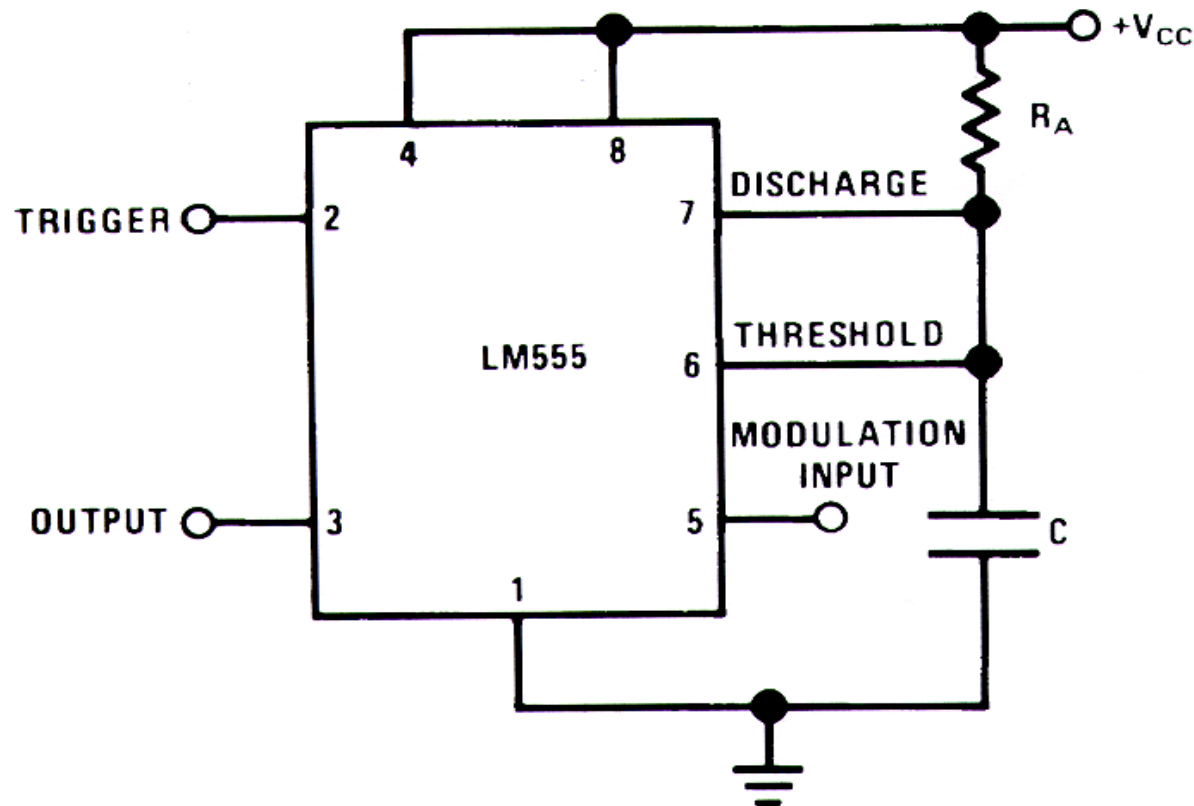 +VCC
RA
4
8
DISCHARGE
TRIGGER
2
7
THRESHOLD
LM555
6
MODULATION
INPUT
OUTPUT
3
5
C
1